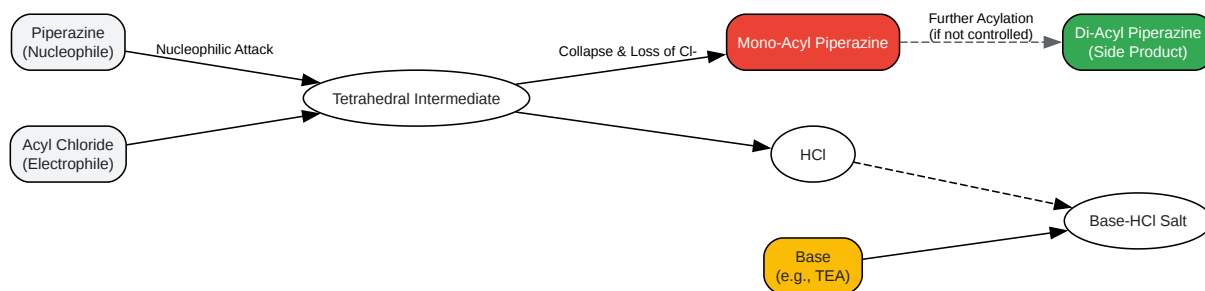 Piperazine
(Nucleophile)
Nucleophilic Attack
Acyl Chloride
(Electrophile)
Tetrahedral Intermediate
Collapse & Loss of Cl-
Mono-Acyl Piperazine
Further Acylation
(if not controlled)
Di-Acyl Piperazine
(Side Product)
HCl
Base
(e.g., TEA)
Base-HCl Salt